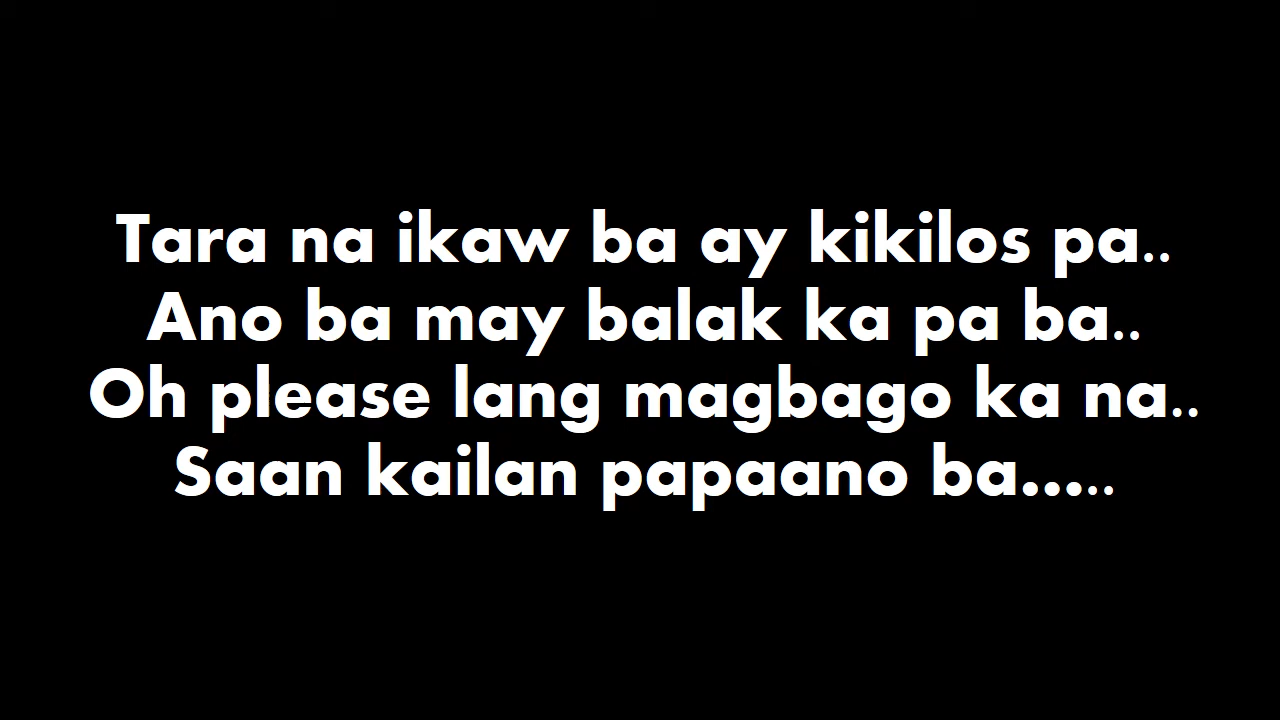 Tara na ikaw ba ay kikilos pa..
Ano ba may balak ka pa ba..
Oh please lang magbago ka na..
Saan kailan papaano ba.....